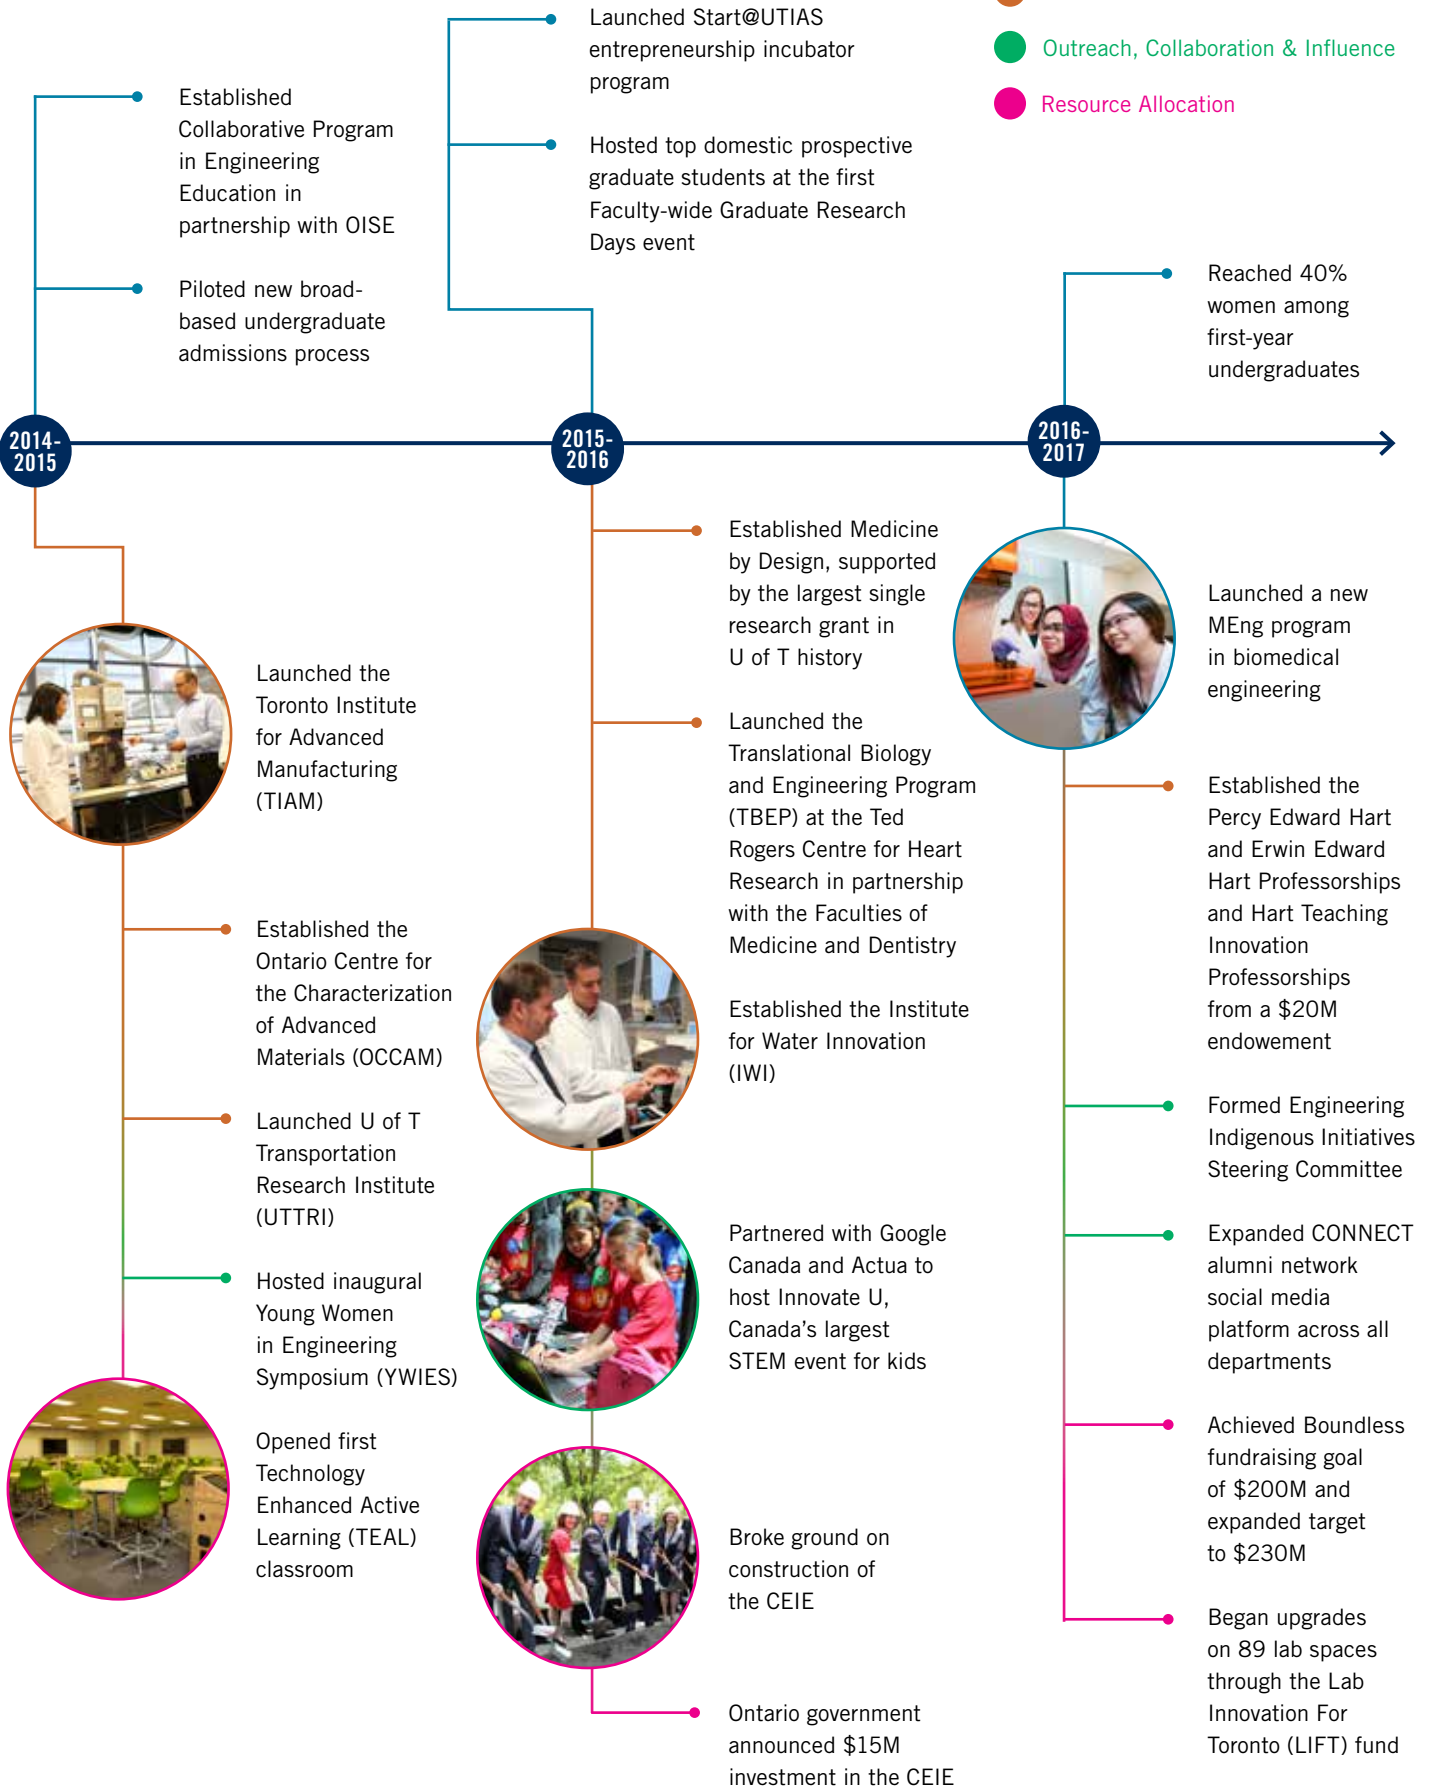 Outreach, Collaboration & Influence
Resource Allocation
Established
Collaborative Program
in Engineering
Education in
partnership with OISE
Piloted new broad-
based undergraduate
admissions process
Launched Start@UTIAS
entrepreneurship incubator
program
Hosted top domestic prospective
graduate students at the first
Faculty-wide Graduate Research
Days event
Reached 40%
women among
first-year
undergraduates
2014-
2015
2015-
2016
2016-
2017
Launched the
Toronto Institute
for Advanced
Manufacturing
(TIAM)
Established the
Ontario Centre for
the Characterization
of Advanced
Materials (OCCAM)
Launched U of T
Transportation
Research Institute
(UTTRI)
Hosted inaugural
Young Women
in Engineering
Symposium (YWIES)
Opened first
Technology
Enhanced Active
Learning (TEAL)
classroom
Established Medicine
by Design, supported
by the largest single
research grant in
U of T history
Launched the
Translational Biology
and Engineering Program
(TBEP) at the Ted
Rogers Centre for Heart
Research in partnership
with the Faculties of
Medicine and Dentistry
Established the Institute
for Water Innovation
(IWI)
Partnered with Google
Canada and Actua to
host Innovate U,
Canada’s largest
STEM event for kids
Broke ground on
construction of
the CEIE
Ontario government
announced $15M
investment in the CEIE
Launched a new
MEng program
in biomedical
engineering
Established the
Percy Edward Hart
and Erwin Edward
Hart Professorships
and Hart Teaching
Innovation
Professorships
from a $20M
endowement
Formed Engineering
Indigenous Initiatives
Steering Committee
Expanded CONNECT
alumni network
social media
platform across all
departments
Achieved Boundless
fundraising goal
of $200M and
expanded target
to $230M
Began upgrades
on 89 lab spaces
through the Lab
Innovation For
Toronto (LIFT) fund